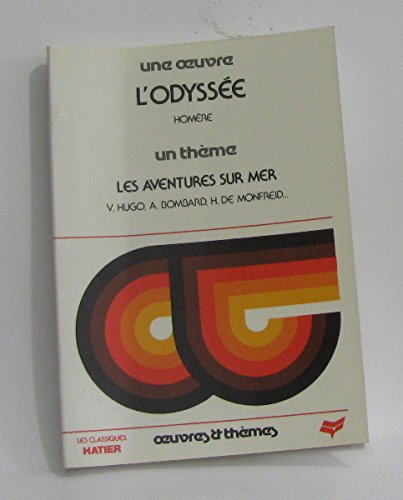 une œuvre
L'ODYSSÉE
HOMÈRE
un thème
LES AVENTURES SUR MER
V. HUGO, A. BOMBARD, H. DE MONFREID...
LES CLASSIQUES
HATIER
œuvres & thèmes